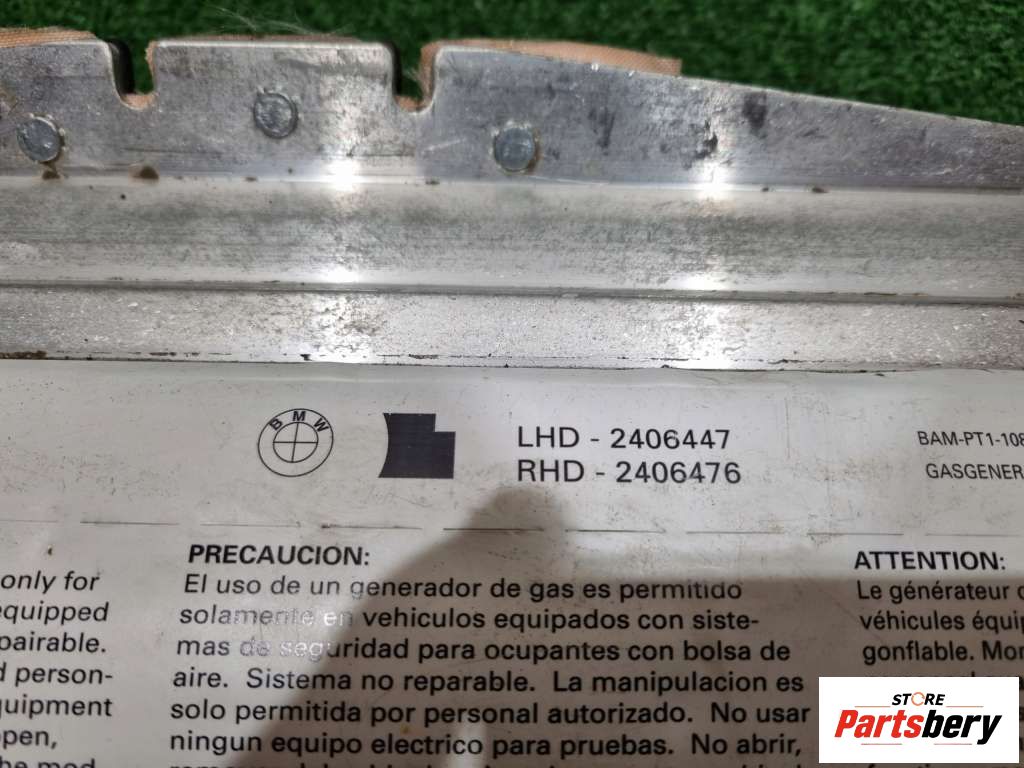 BMW
LHD - 2406447
RHD - 2406476
BAM-PT1-108
GASGENER
only for
equipped
pairable.
d person-
quipment
open,
he mod
PRECAUCION:
El uso de un generador de gas es permitido
solamente en vehiculos equipados con siste-
mas de seguridad para ocupantes con bolsa de
aire. Sistema no reparable. La manipulacion es
solo permitida por personal autorizado. No usar
ningun equipo electrico para pruebas. No abrir,
ATTENTION:
Le générateur
véhicules équip
gonflable. Mon
STORE
Partsbery